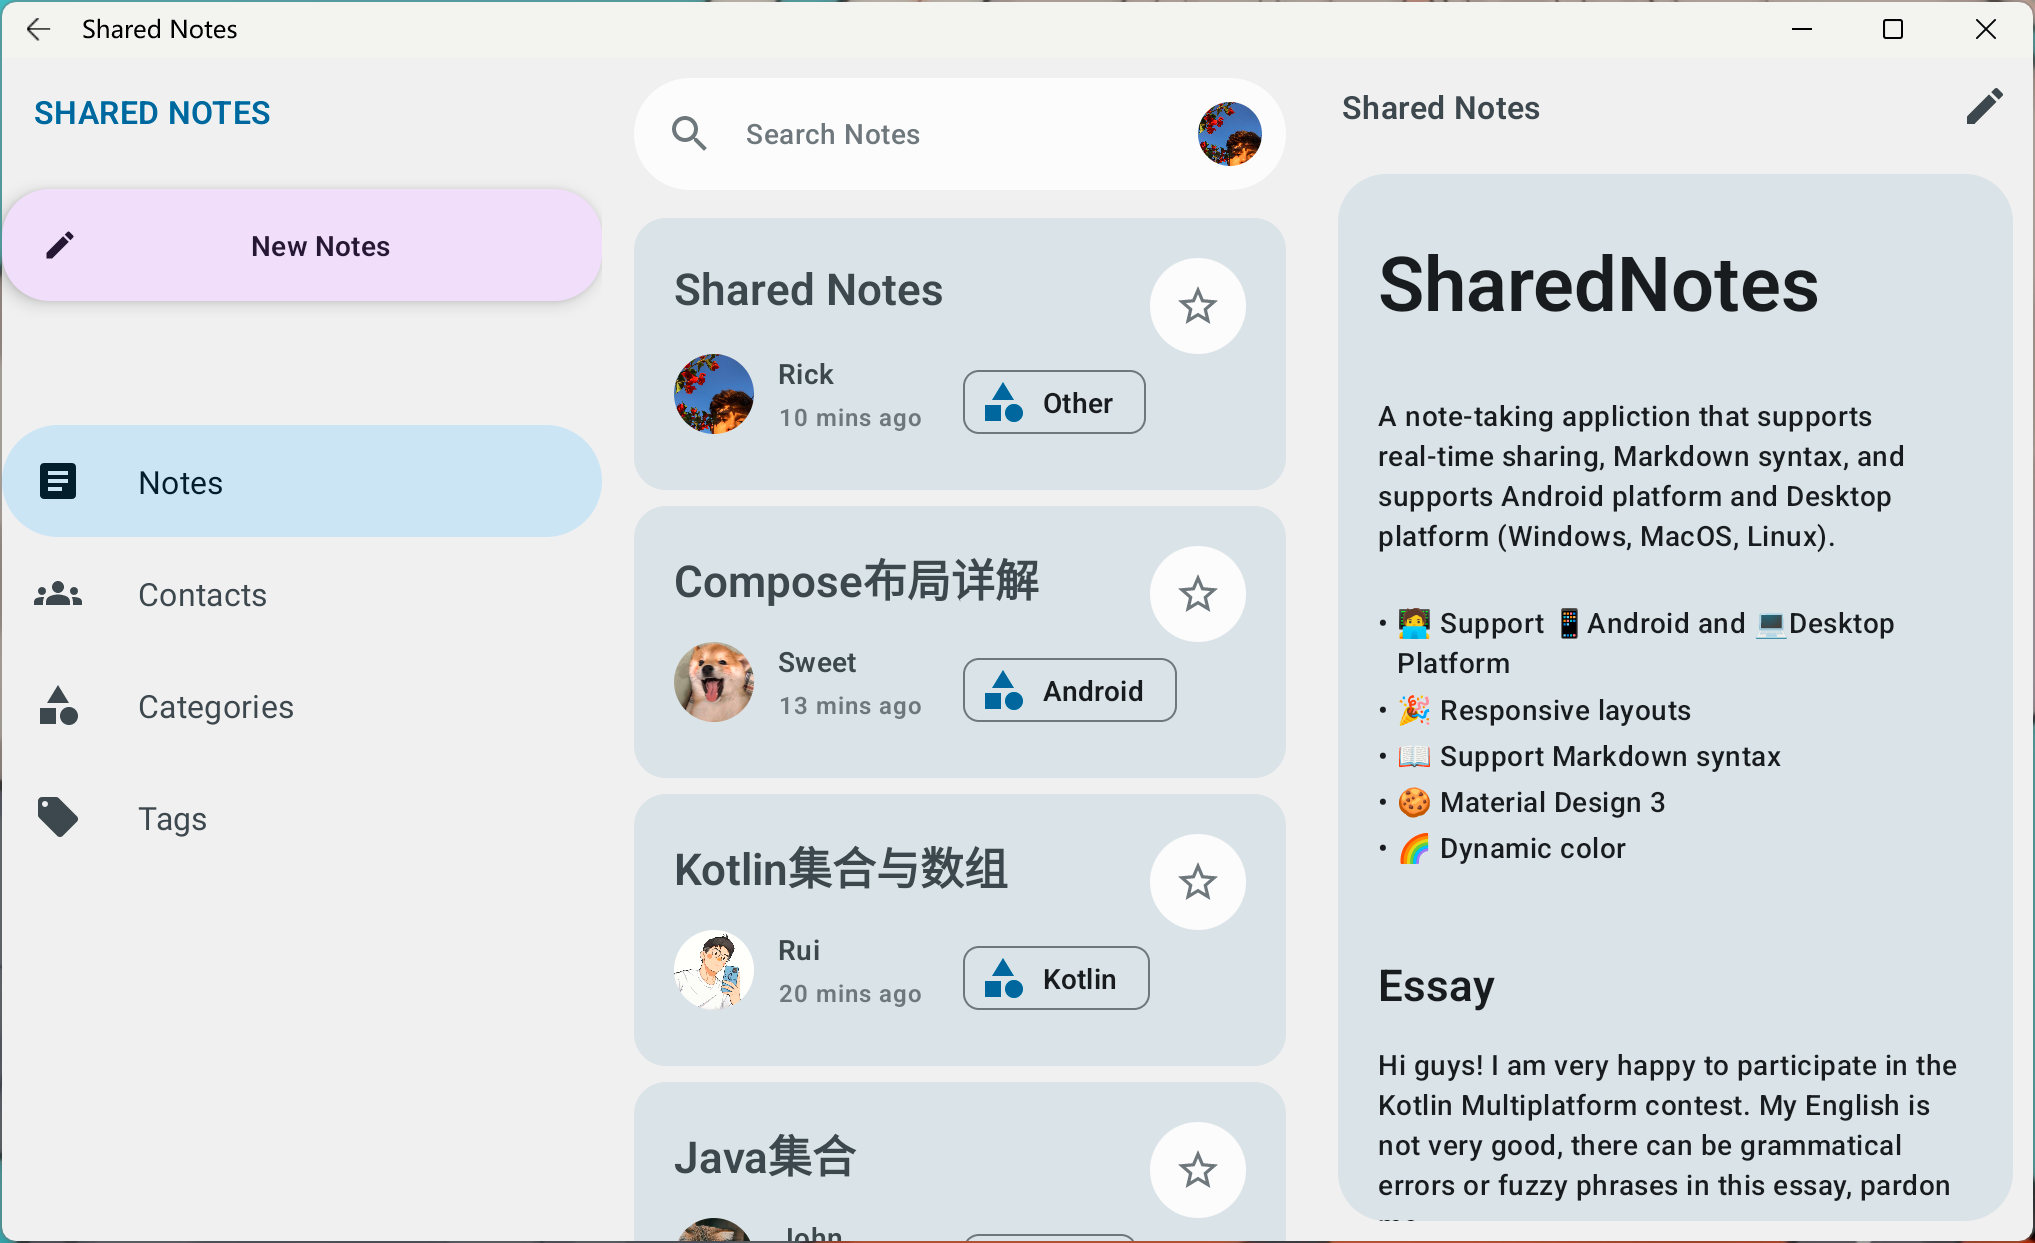 Shared Notes
SHARED NOTES
New Notes
Notes
Contacts
Categories
Tags
Search Notes
Shared Notes
Rick
10 mins ago
Other
Compose布局详解
Sweet
13 mins ago
Android
Kotlin集合与数组
Rui
20 mins ago
Kotlin
Java集合
John
Shared Notes
SharedNotes
A note-taking appliction that supports
real-time sharing, Markdown syntax, and
supports Android platform and Desktop
platform (Windows, MacOS, Linux).
• 🧑‍💻 Support 📱Android and 💻Desktop
Platform
• 🎉 Responsive layouts
• 📖 Support Markdown syntax
• 🍪 Material Design 3
• 🌈 Dynamic color
Essay
Hi guys! I am very happy to participate in the
Kotlin Multiplatform contest. My English is
not very good, there can be grammatical
errors or fuzzy phrases in this essay, pardon